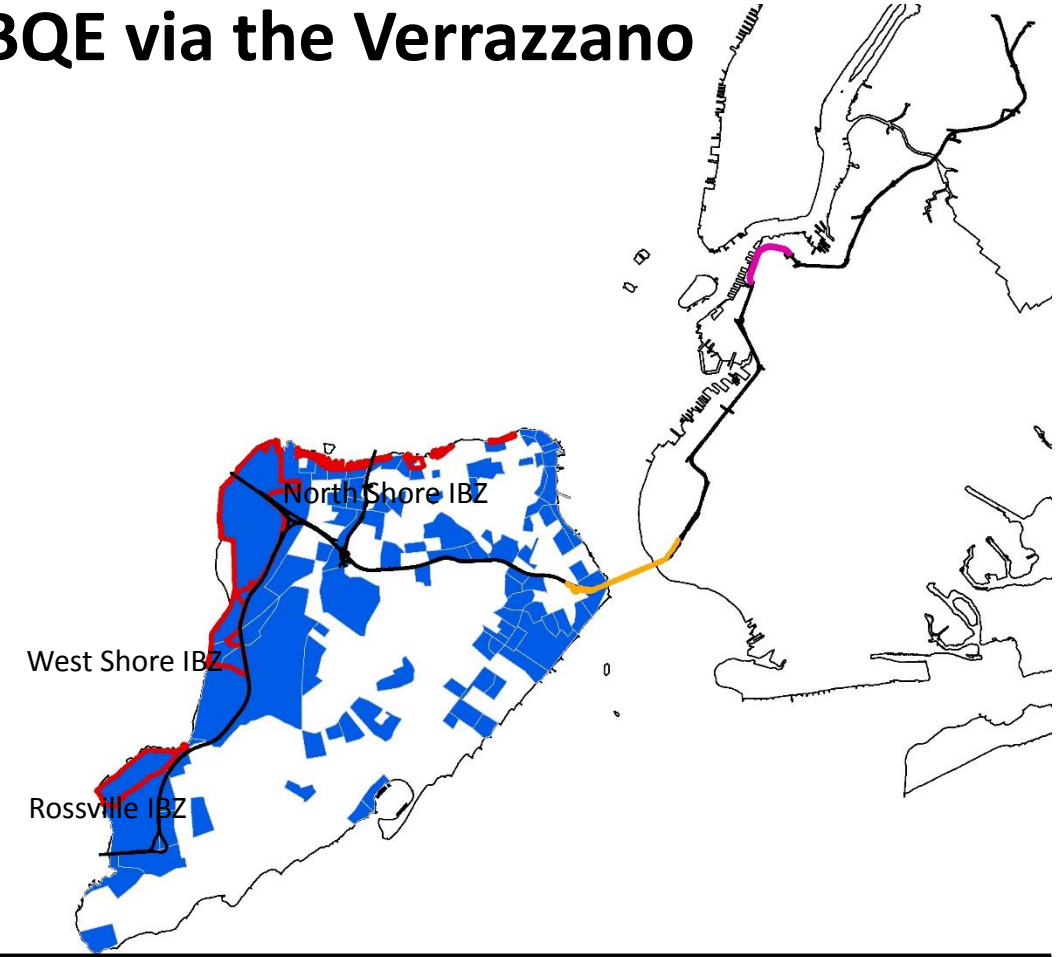 BQE via the Verrazzano
North Shore IBZ
West Shore IBZ
Rossville IBZ